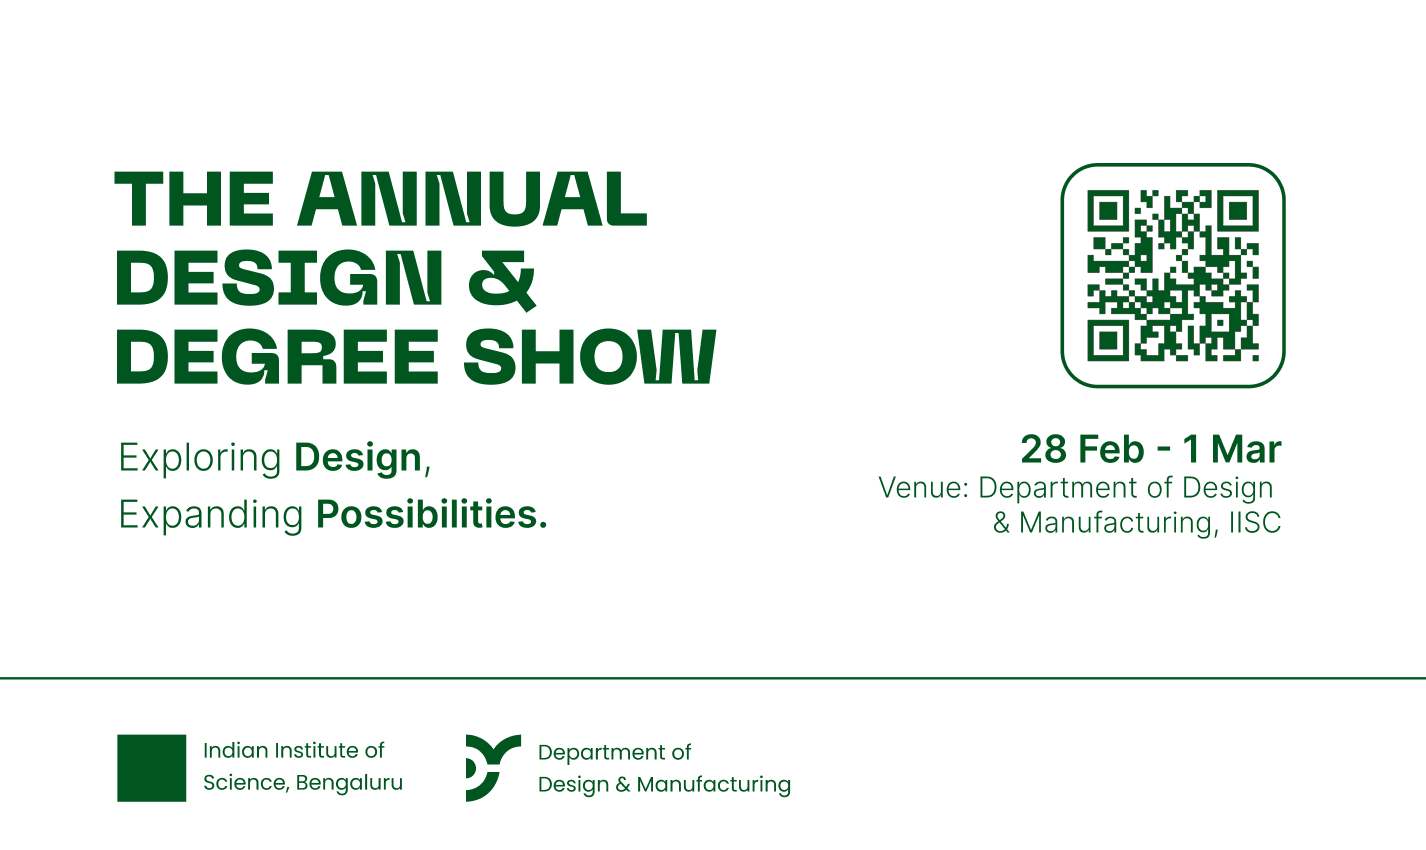 THE ANNUAL
DESIGN &
DEGREE SHOW
Exploring Design,
Expanding Possibilities.
28 Feb - 1 Mar
Venue: Department of Design
& Manufacturing, IISC
Indian Institute of
Science, Bengaluru
Department of
Design & Manufacturing